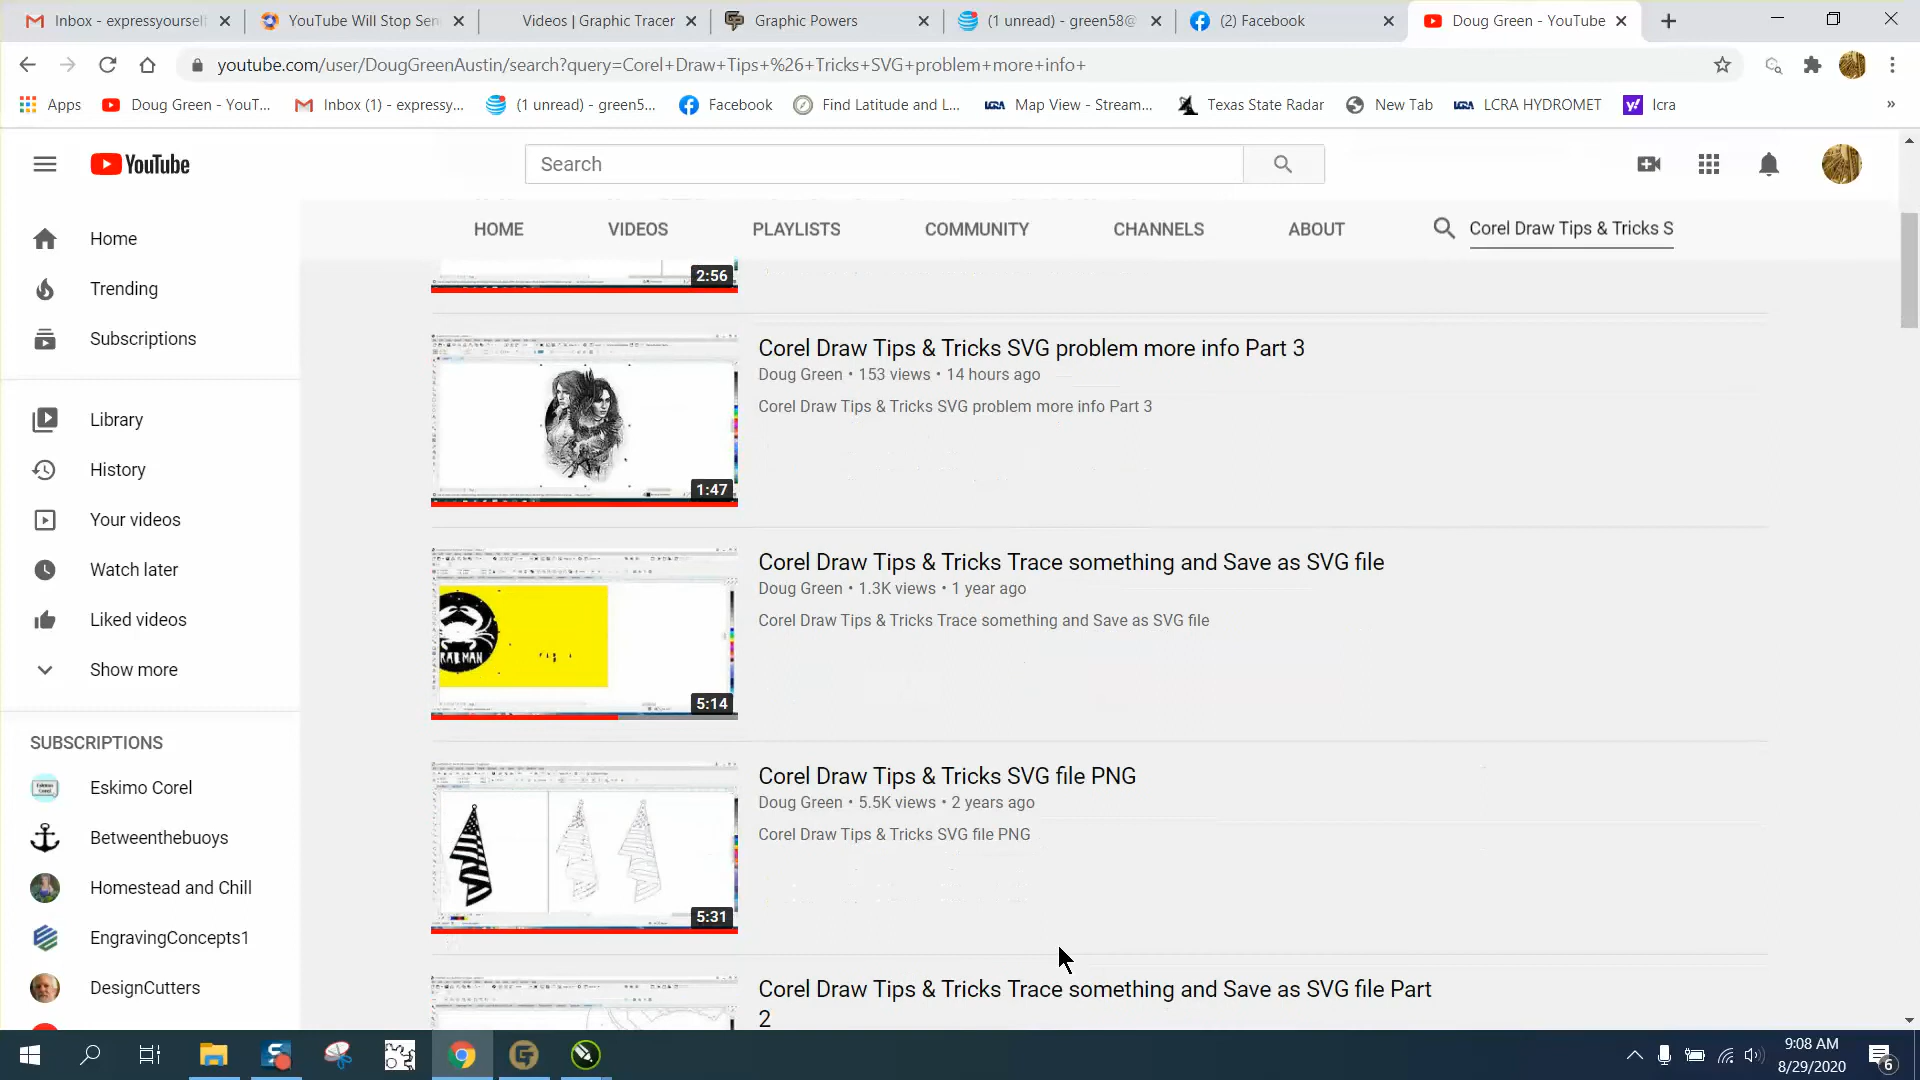 Inbox - expressyourself
YouTube Will Stop Sen
Videos | Graphic Tracer
Graphic Powers
(1 unread) - green58@
(2) Facebook
Doug Green - YouTube
youtube.com/user/DougGreenAustin/search?query=Corel+Draw+Tips+%26+Tricks+SVG+problem+more+info+
Apps
Doug Green - YouT...
Inbox (1) - expressy...
(1 unread) - green5...
Facebook
Find Latitude and L...
LCRA
Map View - Stream...
Texas State Radar
New Tab
LCRA
LCRA HYDROMET
y!
lcra
»
YouTube
Search
Home
Trending
Subscriptions
Library
History
Your videos
Watch later
Liked videos
Show more
SUBSCRIPTIONS
Eskimo Corel
Betweenthebuoys
Homestead and Chill
EngravingConcepts1
DesignCutters
HOME
VIDEOS
PLAYLISTS
COMMUNITY
CHANNELS
ABOUT
Corel Draw Tips & Tricks S
2:56
Corel Draw Tips & Tricks SVG problem more info Part 3
Doug Green • 153 views • 14 hours ago
Corel Draw Tips & Tricks SVG problem more info Part 3
1:47
Corel Draw Tips & Tricks Trace something and Save as SVG file
Doug Green • 1.3K views • 1 year ago
Corel Draw Tips & Tricks Trace something and Save as SVG file
5:14
Corel Draw Tips & Tricks SVG file PNG
Doug Green • 5.5K views • 2 years ago
Corel Draw Tips & Tricks SVG file PNG
5:31
Corel Draw Tips & Tricks Trace something and Save as SVG file Part
2
9:08 AM
8/29/2020
6